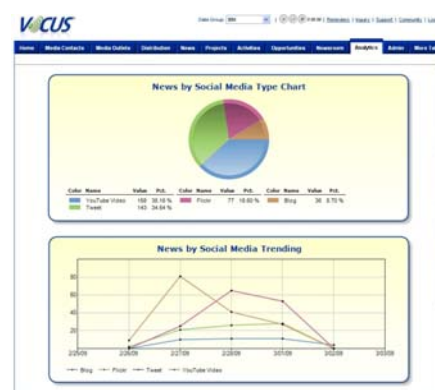 VOCUS
Data Group:
Home Media Contacts Media Outlets Distribution News Projects Activities Opportunities Newsroom Analytics Admin More
News by Social Media Type Chart
Color Name Value Pct. Color Name Value Pct. Color Name Value Pct.
YouTube Video 158 38.16 % Flickr 77 18.60 % Blog 36 8.70 %
Tweet 143 34.54 %
News by Social Media Trending
80
60
40
20
2/25/09 2/26/09 2/27/09 2/28/09 3/01/09 3/02/09 3/03/09
Blog Flickr Tweet YouTube Video